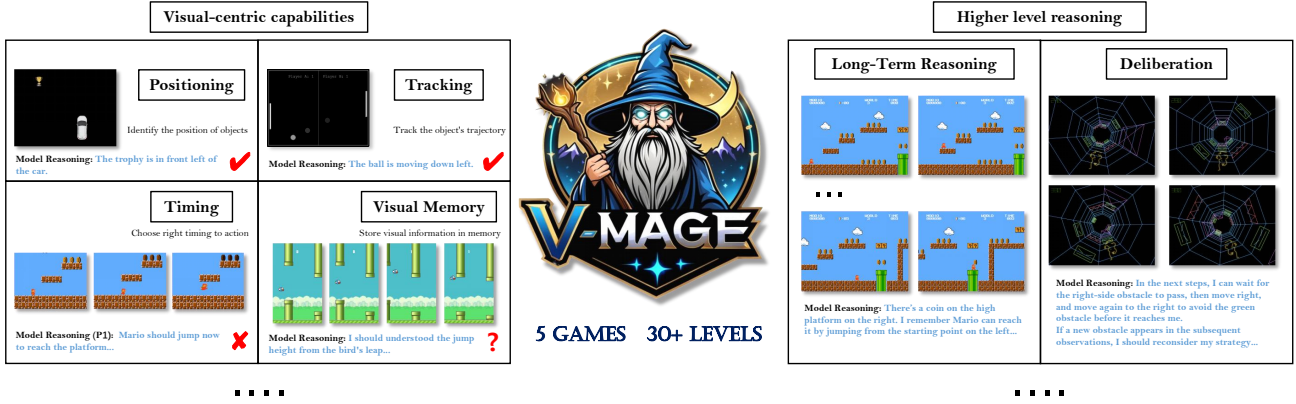 Visual-centric capabilities
Positioning
Identify the position of objects
Model Reasoning: The trophy is in front left of
the car.
Tracking
Track the object's trajectory
Model Reasoning: The ball is moving down left.
Timing
Choose right timing to action
Model Reasoning (P1): Mario should jump now
to reach the platform...
Visual Memory
Store visual information in memory
Model Reasoning: I should understood the jump
height from the bird's leap...
?
V-MAGE
5 GAMES 30+ LEVELS
Higher level reasoning
Long-Term Reasoning
...
Model Reasoning: There's a coin on the high
platform on the right. I remember Mario can reach
it by jumping from the starting point on the left...
Deliberation
Model Reasoning: In the next steps, I can wait for
the right-side obstacle to pass, then move right,
and move again to the right to avoid the green
obstacle before it reaches me.
If a new obstacle appears in the subsequent
observations, I should reconsider my strategy...
....
....